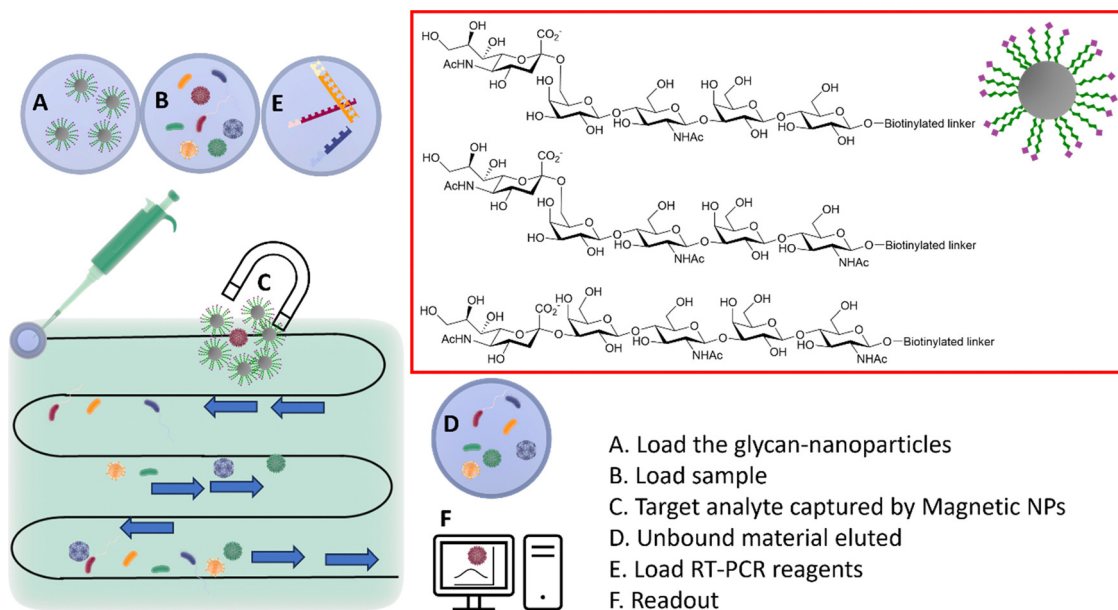 A
B
E
C
D
F
CO2-
OH
OH
HO
AcHN
HO
O
O
HO
OH
OH
O
HO
OH
O
NHAc
HO
OH
O
OH
OH
O
HO
OH
O
Biotinylated linker
CO2-
OH
OH
HO
AcHN
HO
O
O
HO
OH
OH
O
HO
OH
O
NHAc
HO
OH
O
OH
OH
O
HO
NHAc
O
Biotinylated linker
OH
OH
CO2-
HO
AcHN
HO
O
O
HO
OH
OH
O
HO
OH
O
NHAc
HO
OH
O
OH
OH
O
HO
NHAc
O
Biotinylated linker
A. Load the glycan-nanoparticles
B. Load sample
C. Target analyte captured by Magnetic NPs
D. Unbound material eluted
E. Load RT-PCR reagents
F. Readout